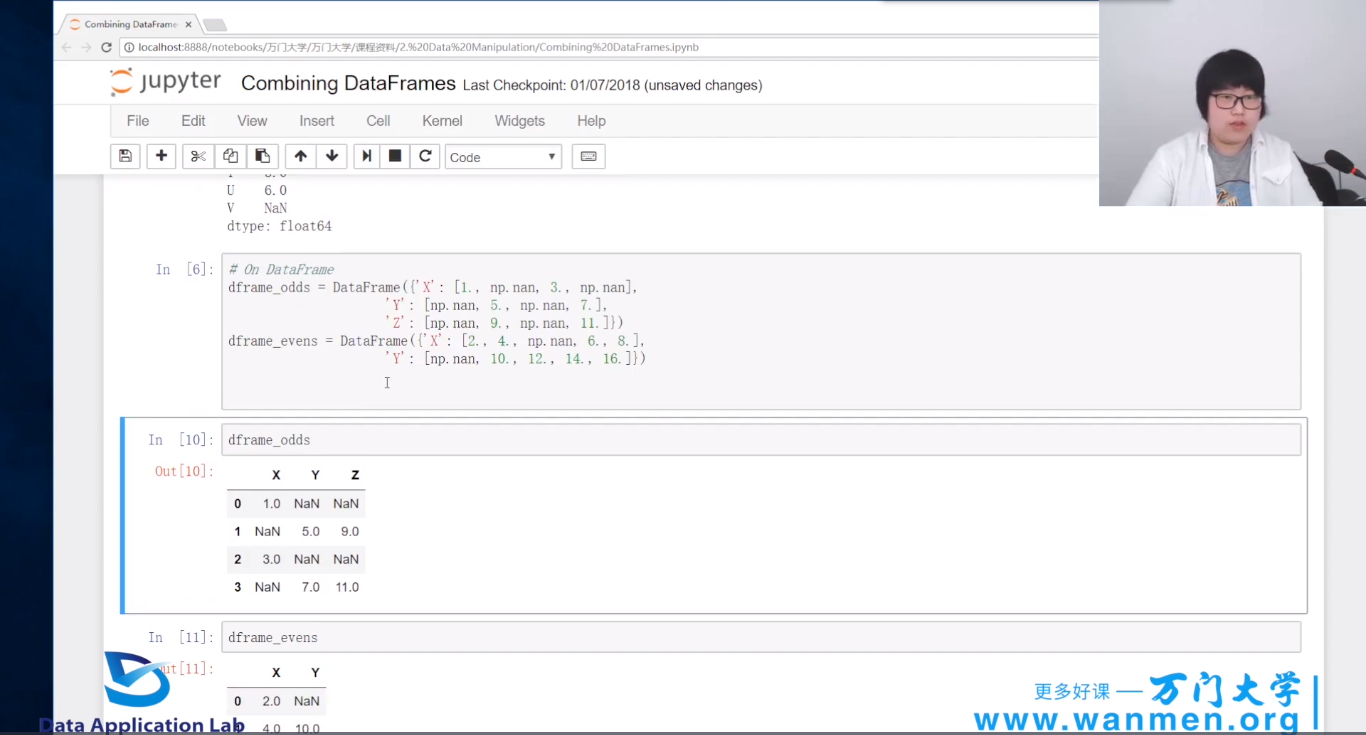 Combining DataFrame
localhost:8888/notebooks/万门大学/万门大学/课程资料/2.%20Data%20Manipulation/Combining%20DataFrames.ipynb
jupyter Combining DataFrames Last Checkpoint: 01/07/2018 (unsaved changes)
File Edit View Insert Cell Kernel Widgets Help
Code
U 6.0
V NaN
dtype: float64
In [6]: # On DataFrame
dframe_odds = DataFrame({'X': [1., np.nan, 3., np.nan],
'Y': [np.nan, 5., np.nan, 7.],
'Z': [np.nan, 9., np.nan, 11.]})
dframe_evens = DataFrame({'X': [2., 4., np.nan, 6., 8.],
'Y': [np.nan, 10., 12., 14., 16.]})
In [10]: dframe_odds
Out[10]:
X Y Z
0 1.0 NaN NaN
1 NaN 5.0 9.0
2 3.0 NaN NaN
3 NaN 7.0 11.0
In [11]: dframe_evens
ut[11]:
X Y
0 2.0 NaN
4.0 10.0
Data Application Lab
更多好课 — 万门大学
www.wanmen.org